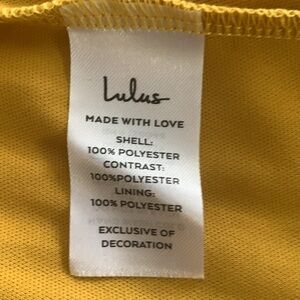 Lulus
MADE WITH LOVE
SHELL:
100% POLYESTER
CONTRAST:
100%POLYESTER
LINING:
100% POLYESTER
EXCLUSIVE OF
DECORATION